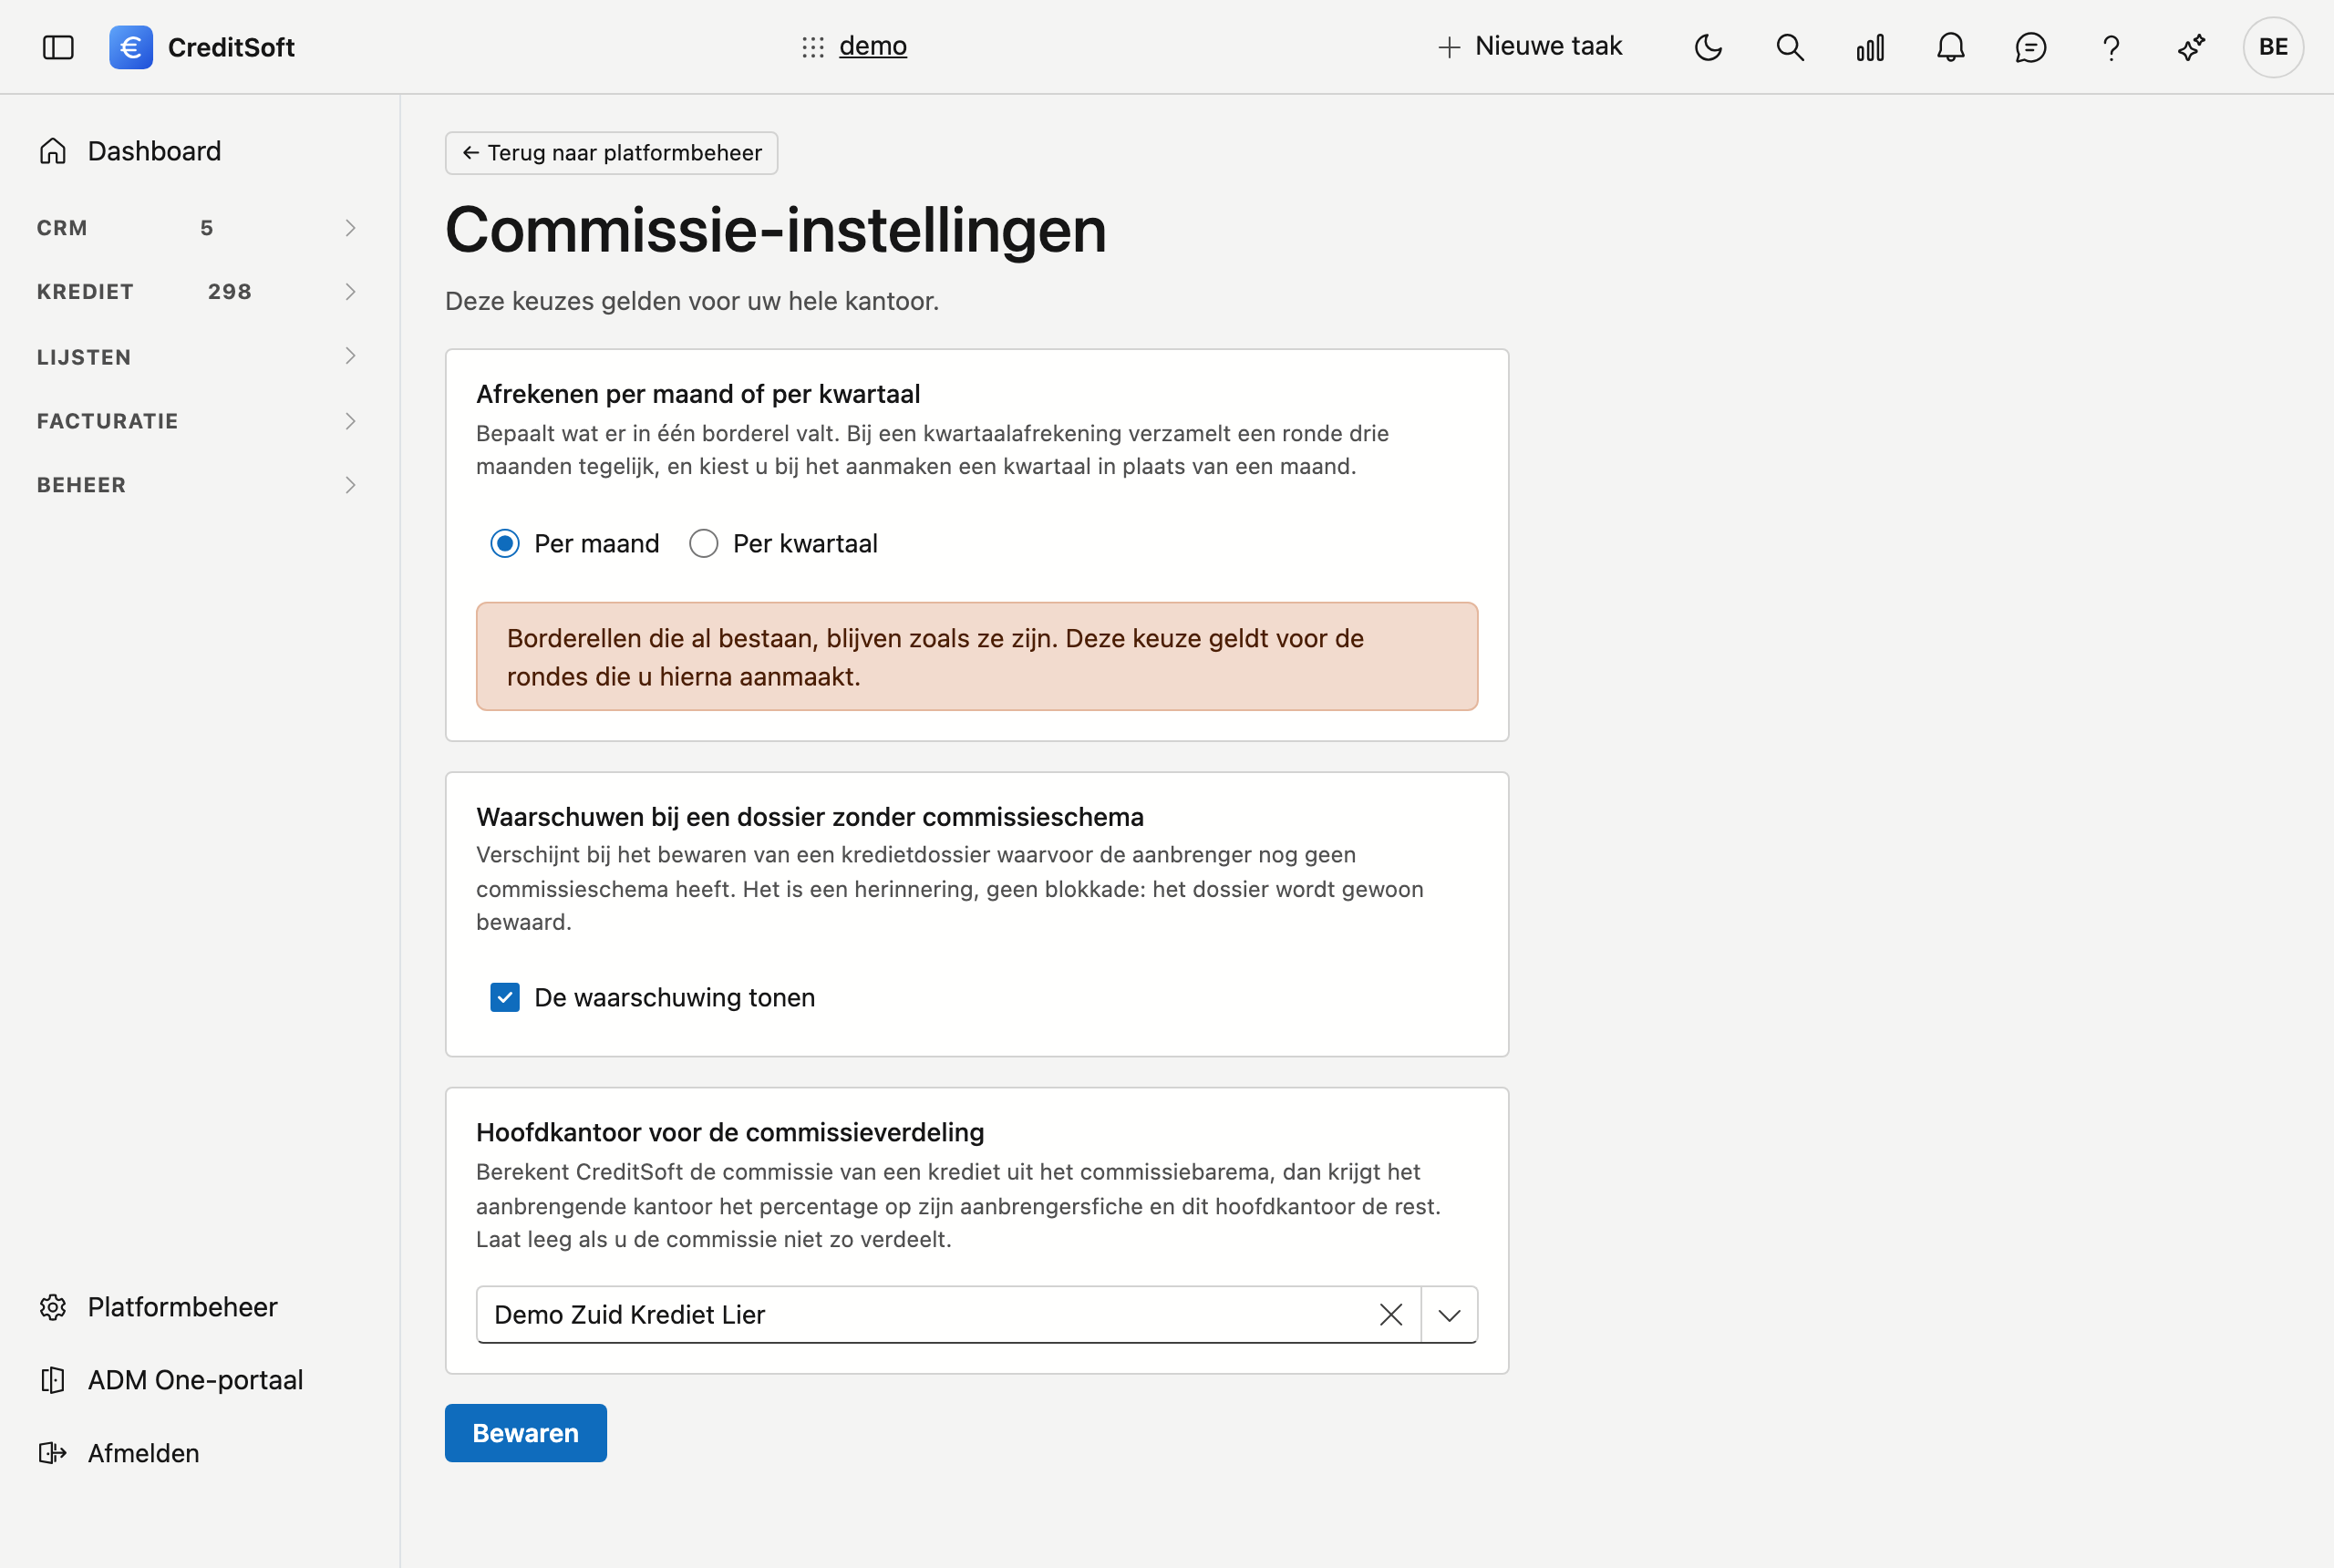 CreditSoft
demo
Nieuwe taak
BE
Dashboard
CRM 5
KREDIET 298
LIJSTEN
FACTURATIE
BEHEER
Platformbeheer
ADM One-portaal
Afmelden
← Terug naar platformbeheer
Commissie-instellingen
Deze keuzes gelden voor uw hele kantoor.
Afrekenen per maand of per kwartaal
Bepaalt wat er in één borderel valt. Bij een kwartaalafrekening verzamelt een ronde drie
maanden tegelijk, en kiest u bij het aanmaken een kwartaal in plaats van een maand.
Per maand Per kwartaal
Borderellen die al bestaan, blijven zoals ze zijn. Deze keuze geldt voor de
rondes die u hierna aanmaakt.
Waarschuwen bij een dossier zonder commissieschema
Verschijnt bij het bewaren van een kredietdossier waarvoor de aanbrenger nog geen
commissieschema heeft. Het is een herinnering, geen blokkade: het dossier wordt gewoon
bewaard.
De waarschuwing tonen
Hoofdkantoor voor de commissieverdeling
Berekent CreditSoft de commissie van een krediet uit het commissiebarema, dan krijgt het
aanbrengende kantoor het percentage op zijn aanbrengersfiche en dit hoofdkantoor de rest.
Laat leeg als u de commissie niet zo verdeelt.
Demo Zuid Krediet Lier
Bewaren